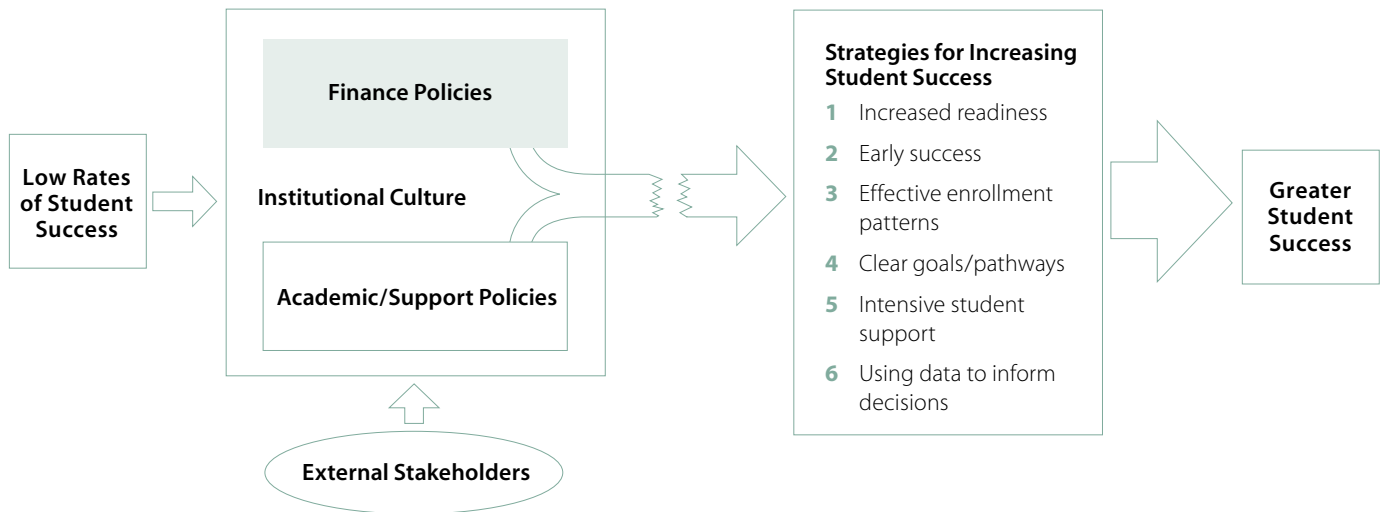 Low Rates
of Student
Success
Finance Policies
Institutional Culture
Academic/Support Policies
External Stakeholders
Strategies for Increasing
Student Success
1 Increased readiness
2 Early success
3 Effective enrollment
patterns
4 Clear goals/pathways
5 Intensive student
support
6 Using data to inform
decisions
Greater
Student
Success